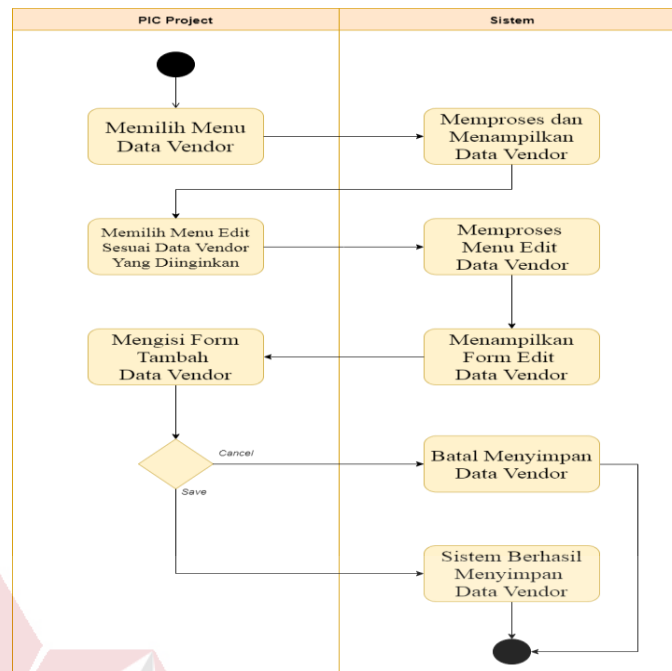 PIC Project
Sistem
Memilih Menu
Data Vendor
Memproses dan
Menampilkan
Data Vendor
Memilih Menu Edit
Sesuai Data Vendor
Yang Diinginkan
Memproses
Menu Edit
Data Vendor
Mengisi Form
Tambah
Data Vendor
Menampilkan
Form Edit
Data Vendor
Cancel
Save
Batal Menyimpan
Data Vendor
Sistem Berhasil
Menyimpan
Data Vendor